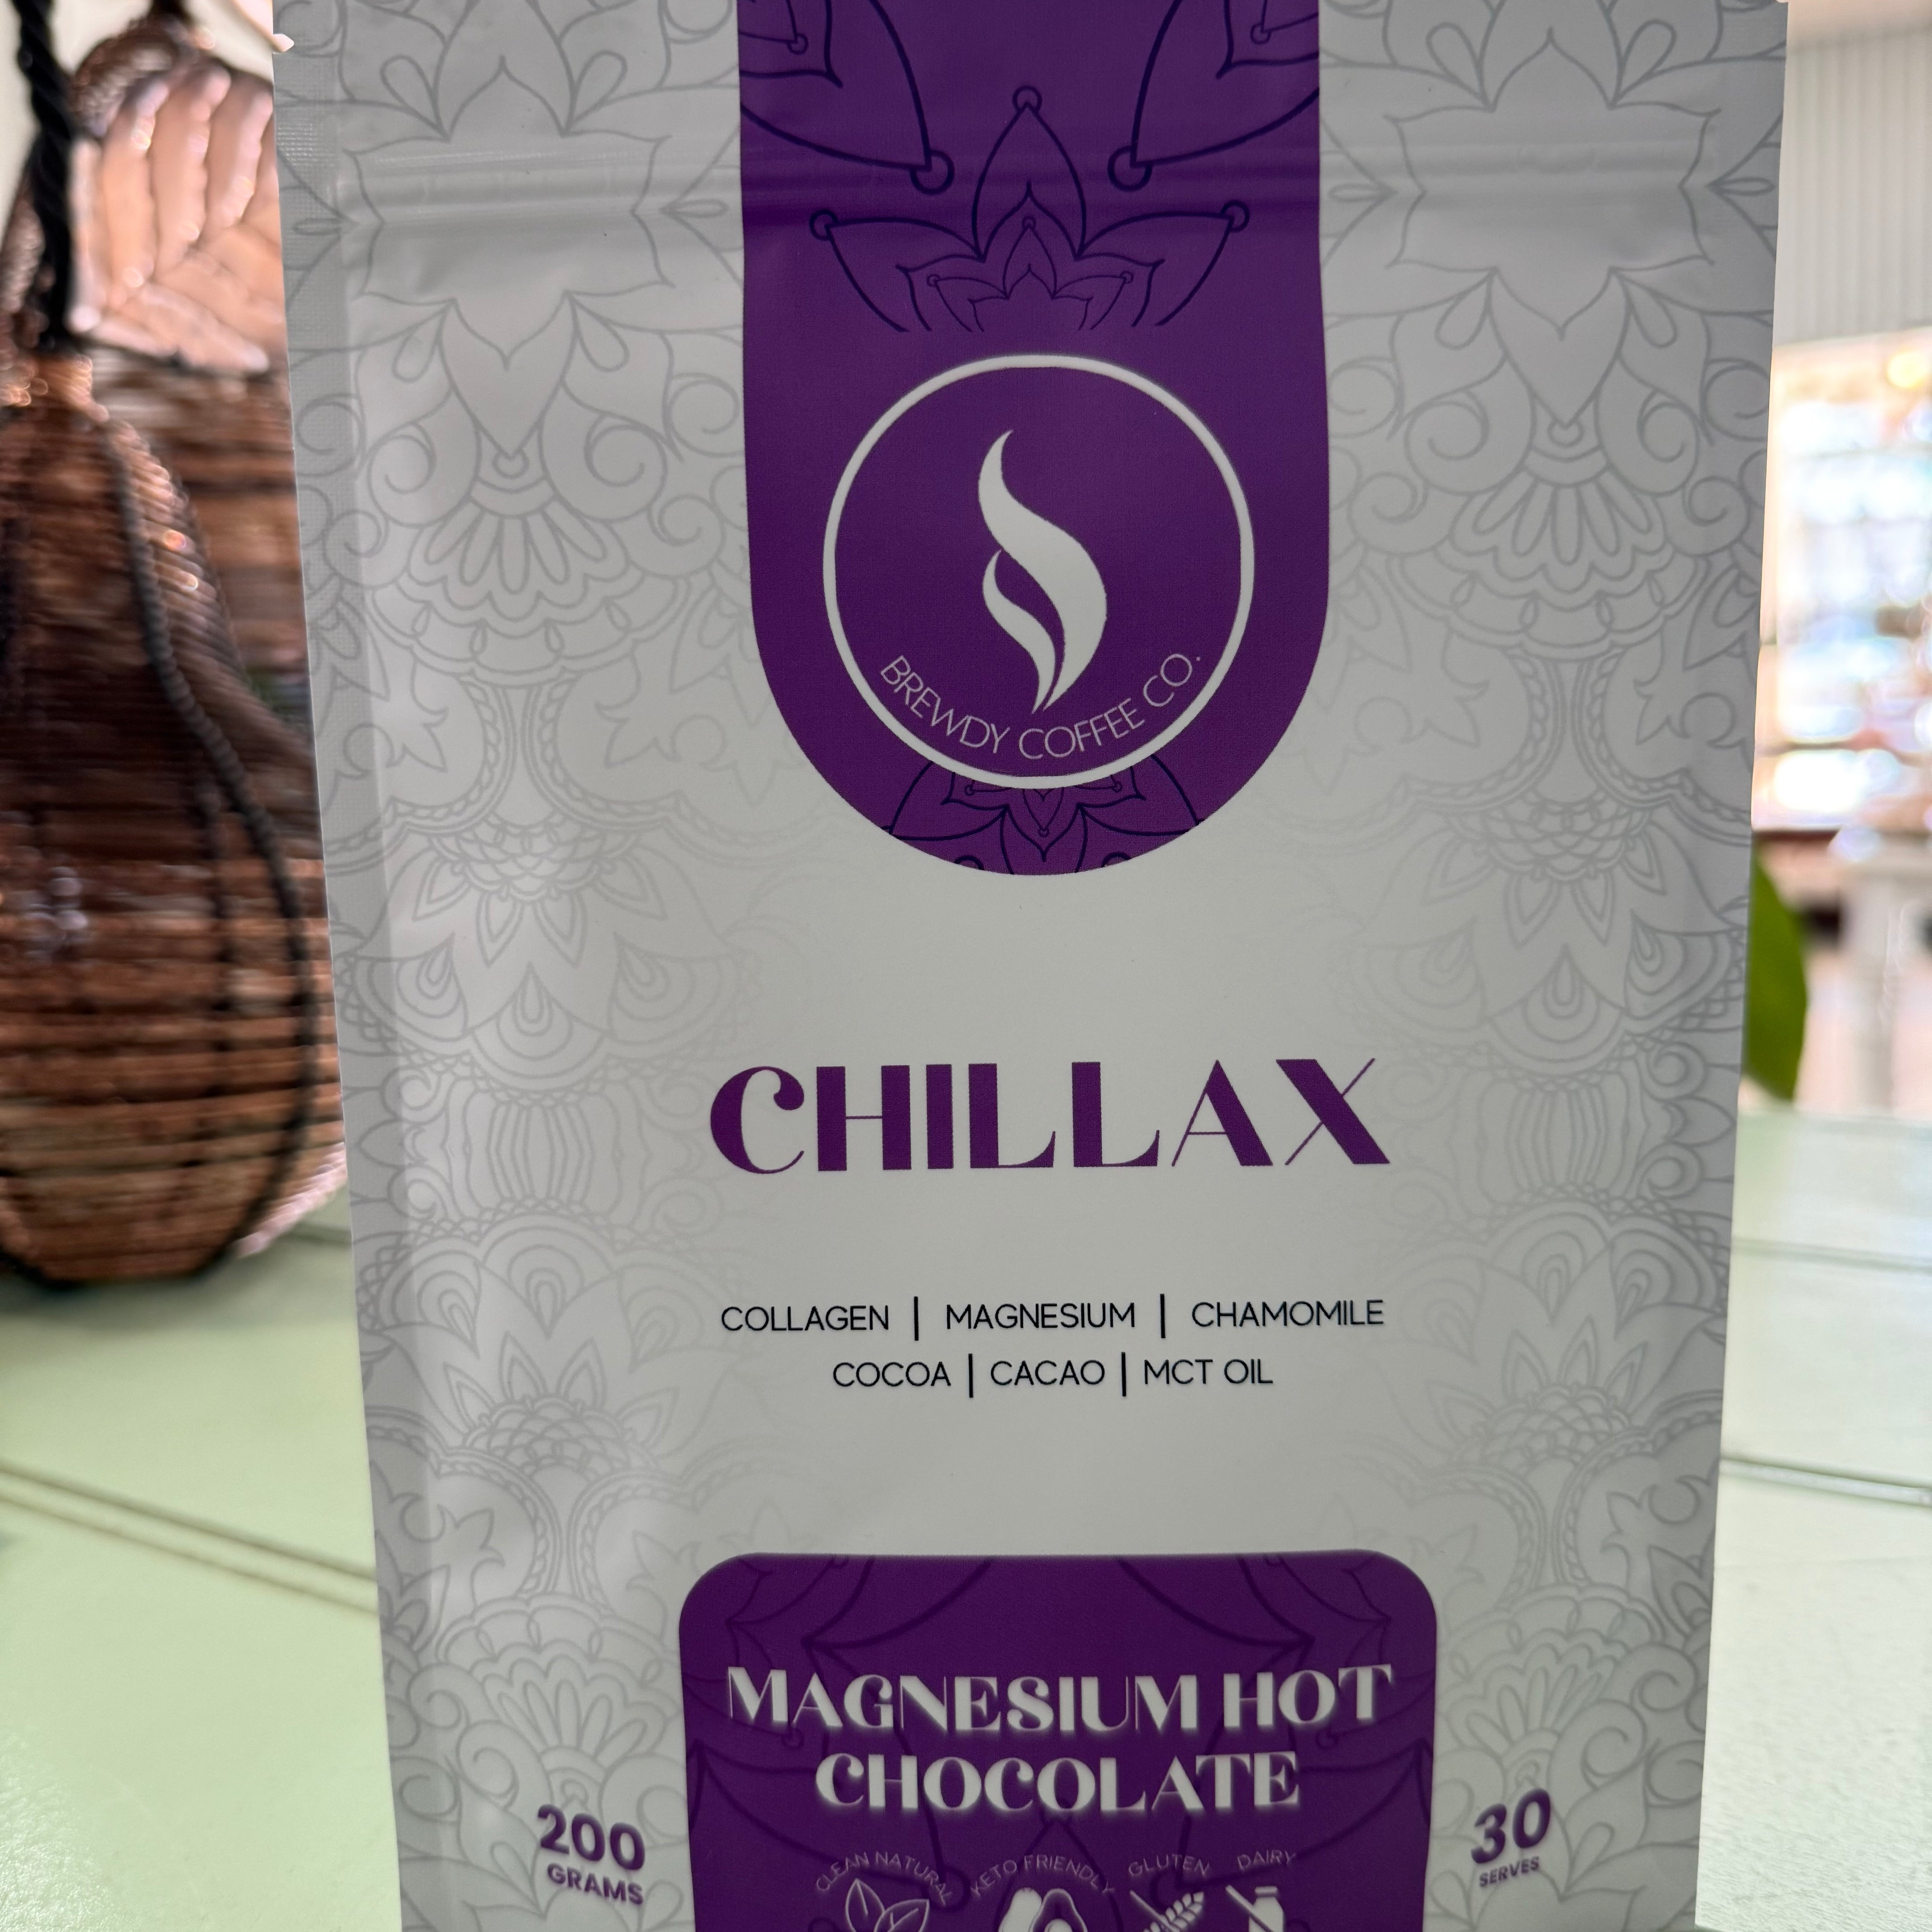 BREWDY COFFEE CO.
CHILLAX
COLLAGEN | MAGNESIUM | CHAMOMILE
COCOA | CACAO | MCT OIL
MAGNESIUM HOT
CHOCOLATE
200
GRAMS
30
SERVES
CLEAN NATURAL
KETO FRIENDLY
GLUTEN
DAIRY